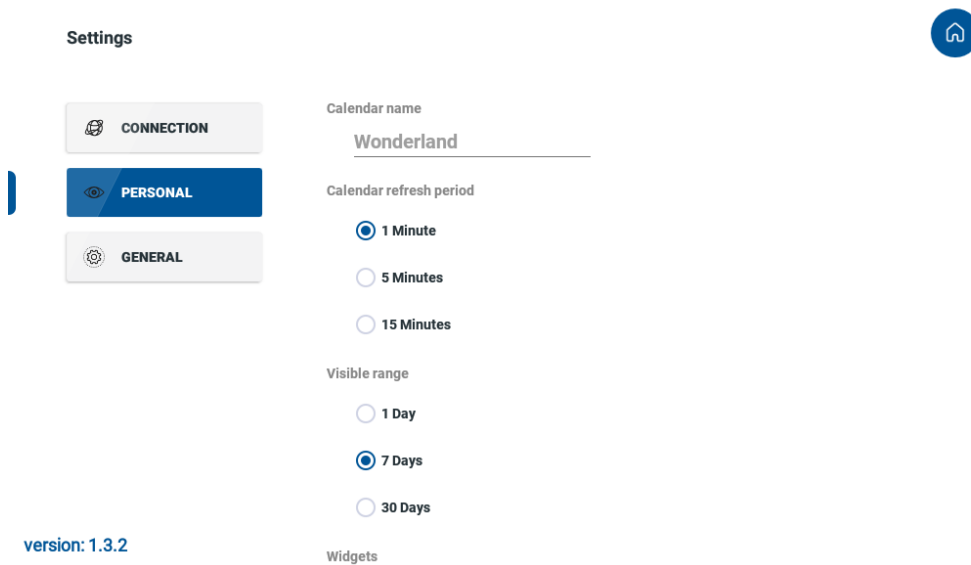 Settings
CONNECTION
PERSONAL
GENERAL
Calendar name
Wonderland
Calendar refresh period
1 Minute
5 Minutes
15 Minutes
Visible range
1 Day
7 Days
30 Days
Widgets
version: 1.3.2